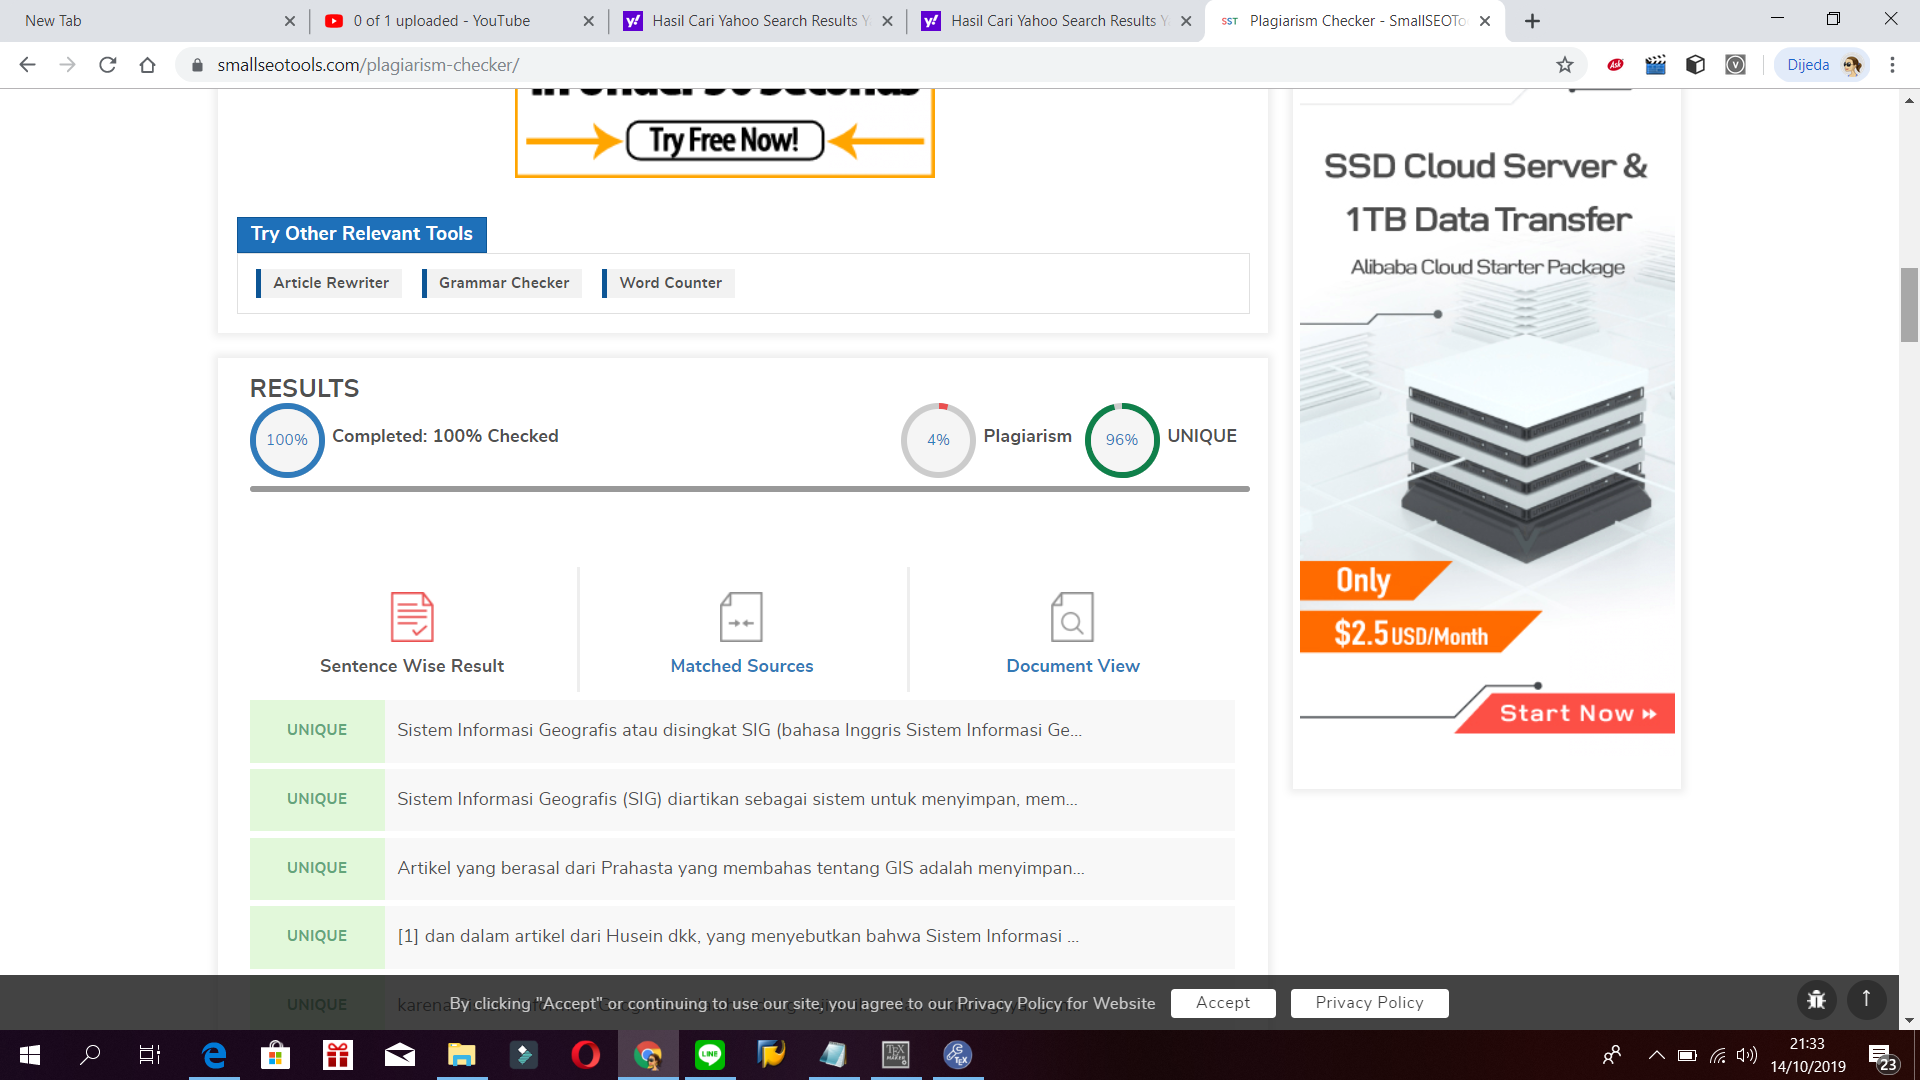 New Tab
0 of 1 uploaded - YouTube
Hasil Cari Yahoo Search Results Y
Hasil Cari Yahoo Search Results Y
SST Plagiarism Checker - SmallSEOTo
smallseotools.com/plagiarism-checker/
Ask
Dijeda
Try Free Now!
Try Other Relevant Tools
Article Rewriter
Grammar Checker
Word Counter
RESULTS
100%
Completed: 100% Checked
4%
Plagiarism
96%
UNIQUE
Sentence Wise Result
Matched Sources
Document View
UNIQUE
Sistem Informasi Geografis atau disingkat SIG (bahasa Inggris Sistem Informasi Ge...
UNIQUE
Sistem Informasi Geografis (SIG) diartikan sebagai sistem untuk menyimpan, mem...
UNIQUE
Artikel yang berasal dari Prahasta yang membahas tentang GIS adalah menyimpan...
UNIQUE
[1] dan dalam artikel dari Husein dkk, yang menyebutkan bahwa Sistem Informasi ...
UNIQUE
By clicking "Accept" or continuing to use our site, you agree to our Privacy Policy for Website
Accept
Privacy Policy
SSD Cloud Server &
1TB Data Transfer
Alibaba Cloud Starter Package
Only
$2.5 USD/Month
Start Now
LINE
21:33
14/10/2019
23